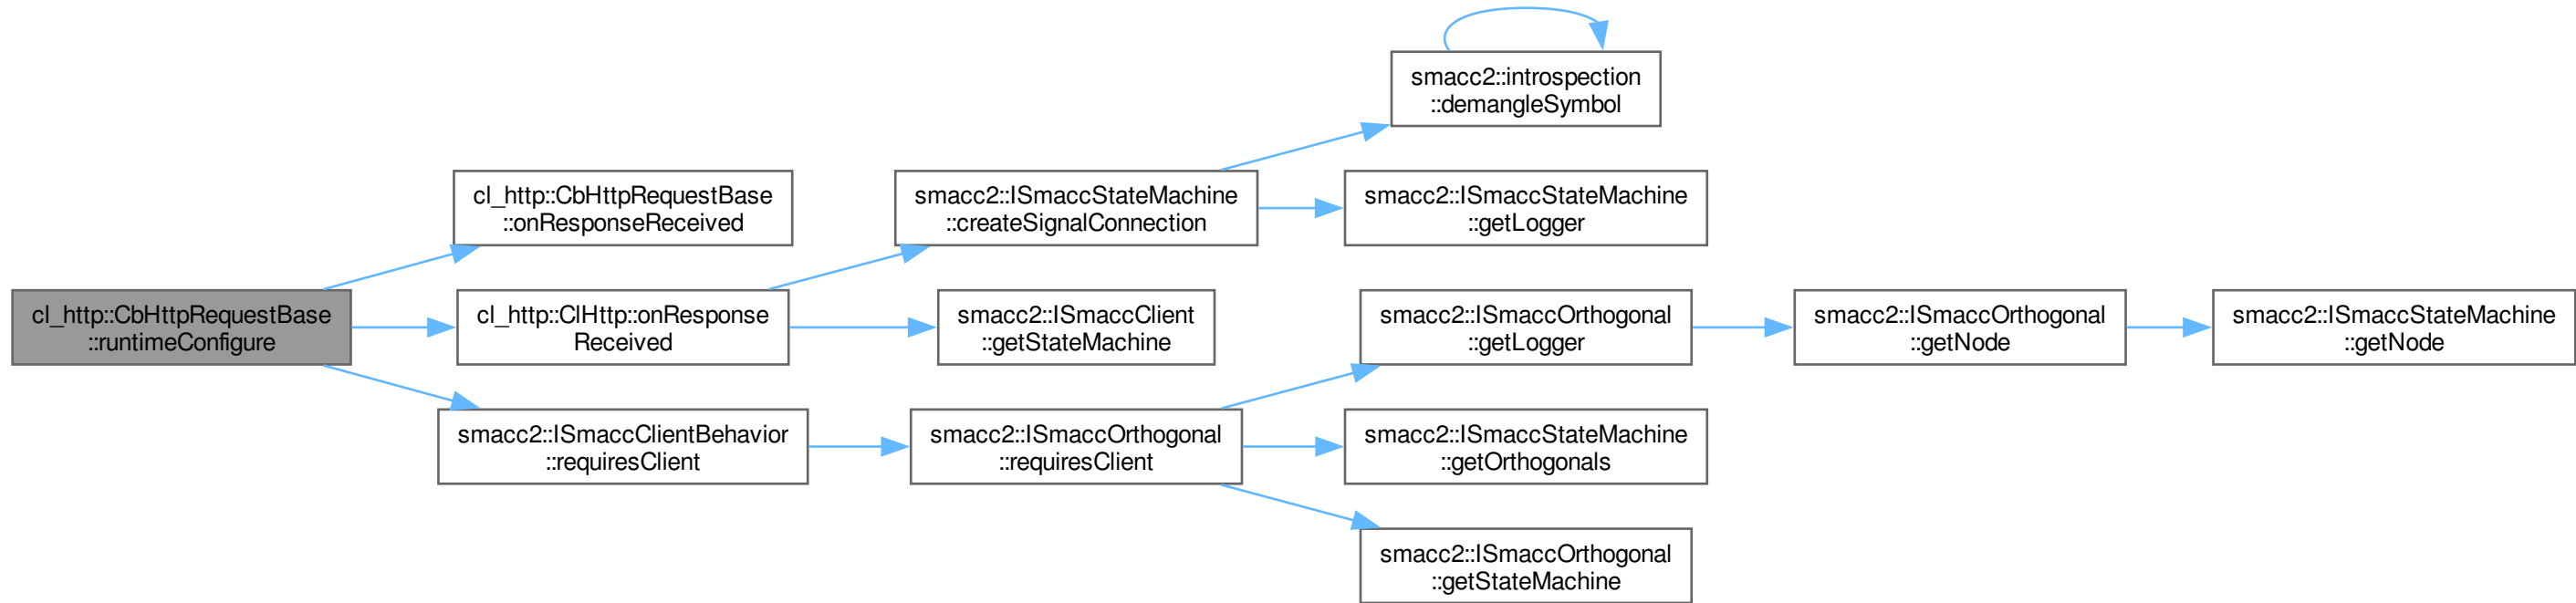 smacc2::introspection
::demangleSymbol
cl_http::CbHttpRequestBase
::onResponseReceived
smacc2::ISmaccStateMachine
::createSignalConnection
smacc2::ISmaccStateMachine
::getLogger
cl_http::CbHttpRequestBase
::runtimeConfigure
cl_http::ClHttp::onResponse
Received
smacc2::ISmaccClient
::getStateMachine
smacc2::ISmaccOrthogonal
::getLogger
smacc2::ISmaccOrthogonal
::getNode
smacc2::ISmaccStateMachine
::getNode
smacc2::ISmaccClientBehavior
::requiresClient
smacc2::ISmaccOrthogonal
::requiresClient
smacc2::ISmaccStateMachine
::getOrthogonals
smacc2::ISmaccOrthogonal
::getStateMachine